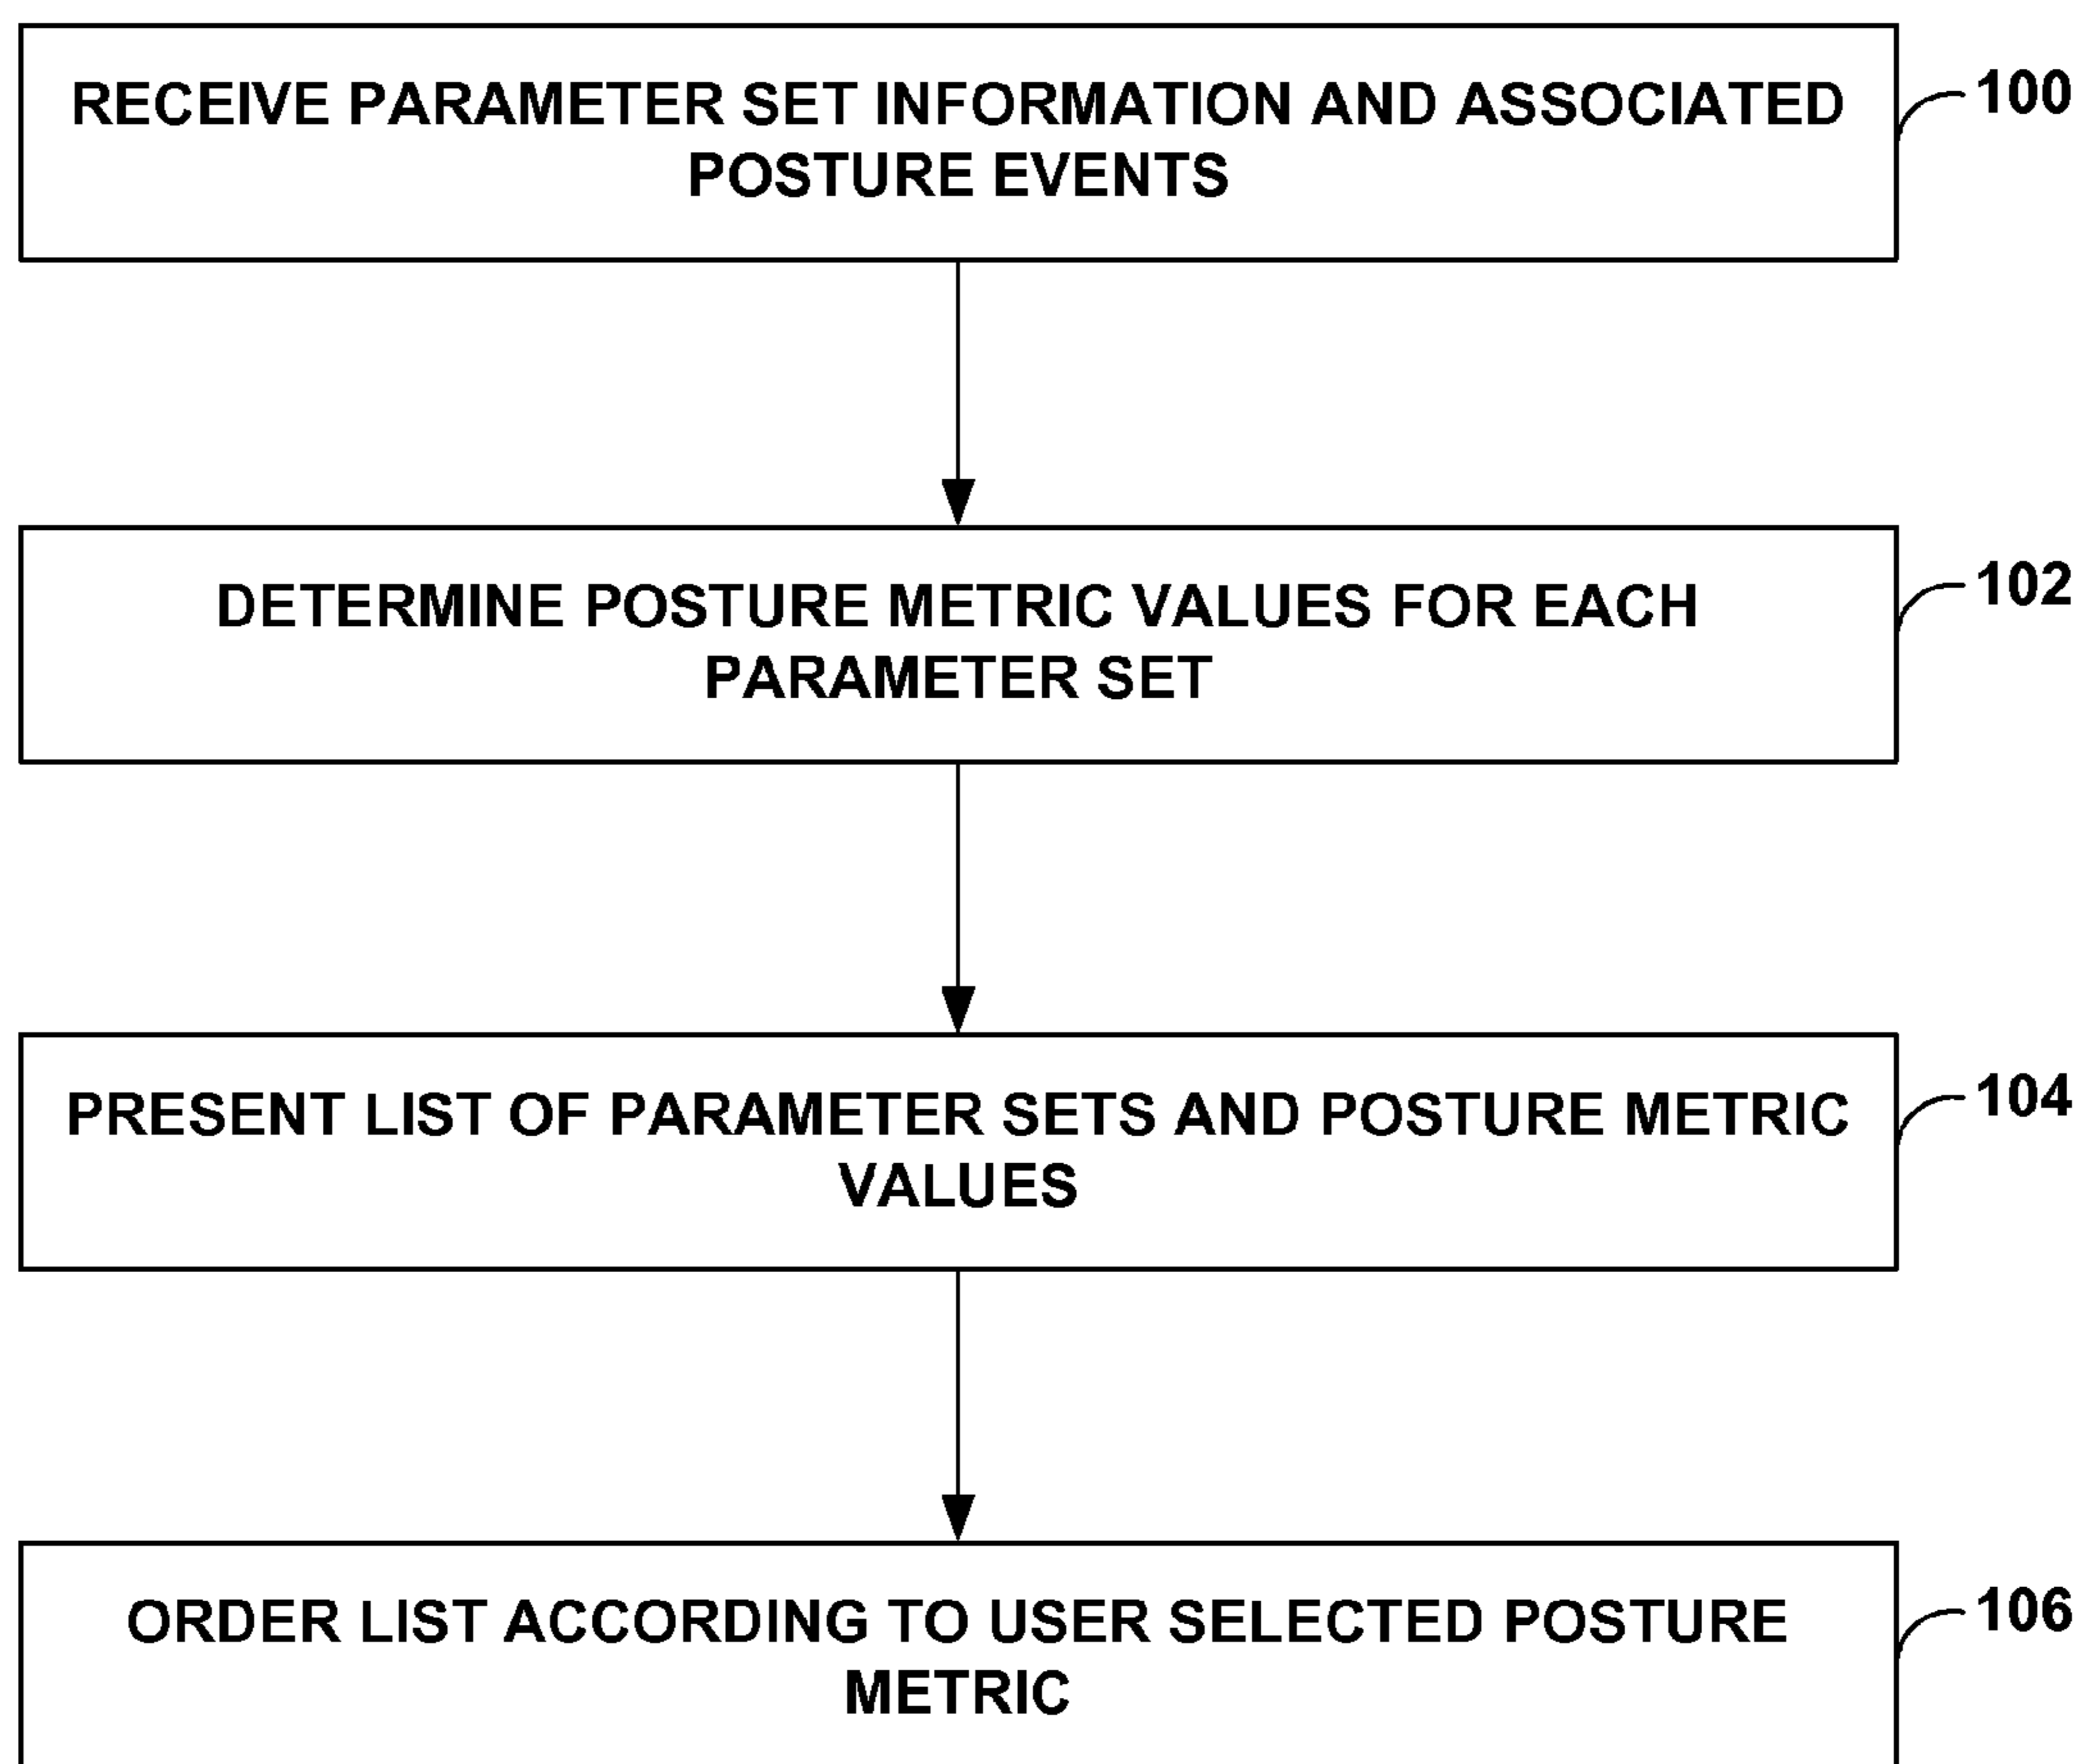 RECEIVE PARAMETER SET INFORMATION AND ASSOCIATED
POSTURE EVENTS
100
DETERMINE POSTURE METRIC VALUES FOR EACH
PARAMETER SET
102
PRESENT LIST OF PARAMETER SETS AND POSTURE METRIC
VALUES
104
ORDER LIST ACCORDING TO USER SELECTED POSTURE
METRIC
106